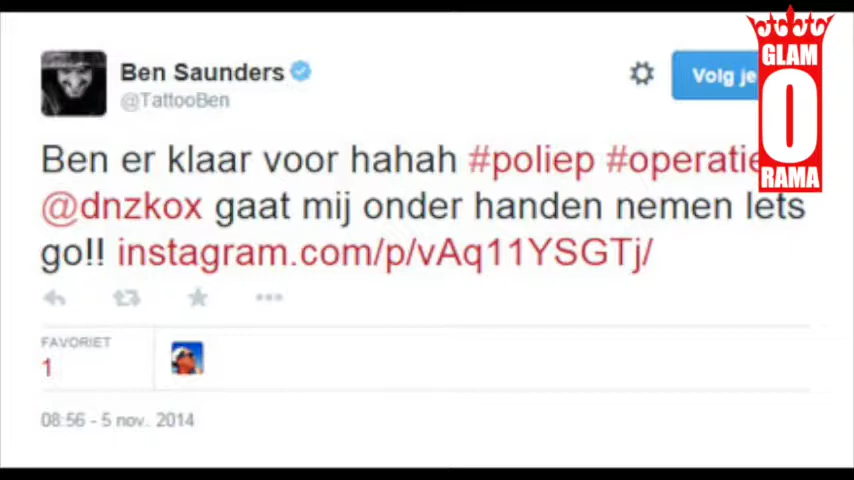 Ben Saunders
@TattooBen
Volg je
GLAM
O
RAMA
Ben er klaar voor hahah #poliep #operatie
@dnzkox gaat mij onder handen nemen lets
go!! instagram.com/p/vAq11YSGTj/
FAVORIET
1
08:56 - 5 nov. 2014